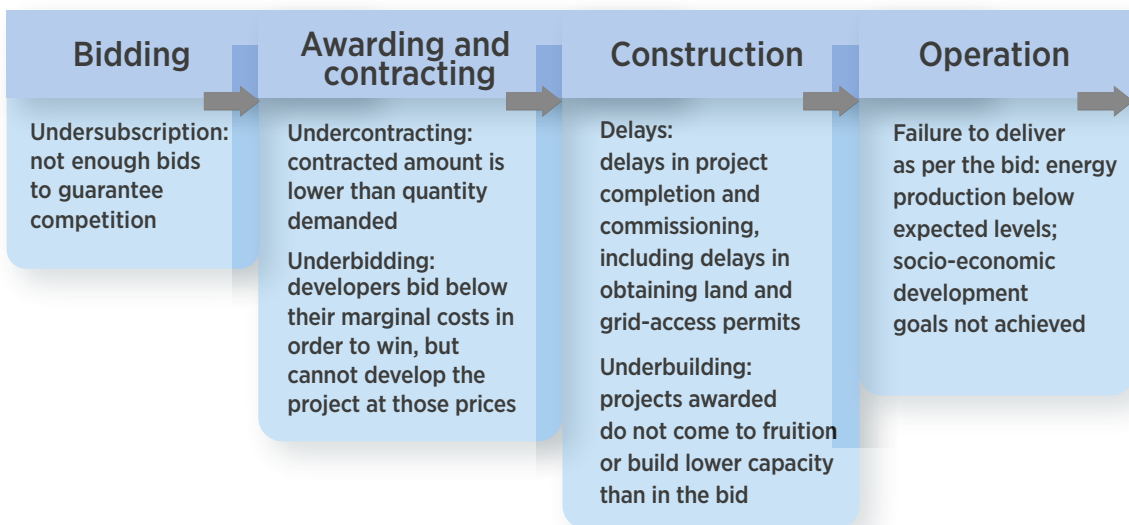 Bidding
Undersubscription:
not enough bids
to guarantee
competition
Awarding and
contracting
Undercontracting:
contracted amount is
lower than quantity
demanded
Underbidding:
developers bid below
their marginal costs in
order to win, but
cannot develop the
project at those prices
Construction
Delays:
delays in project
completion and
commissioning,
including delays in
obtaining land and
grid-access permits
Underbuilding:
projects awarded
do not come to fruition
or build lower capacity
than in the bid
Operation
Failure to deliver
as per the bid: energy
production below
expected levels;
socio-economic
development
goals not achieved